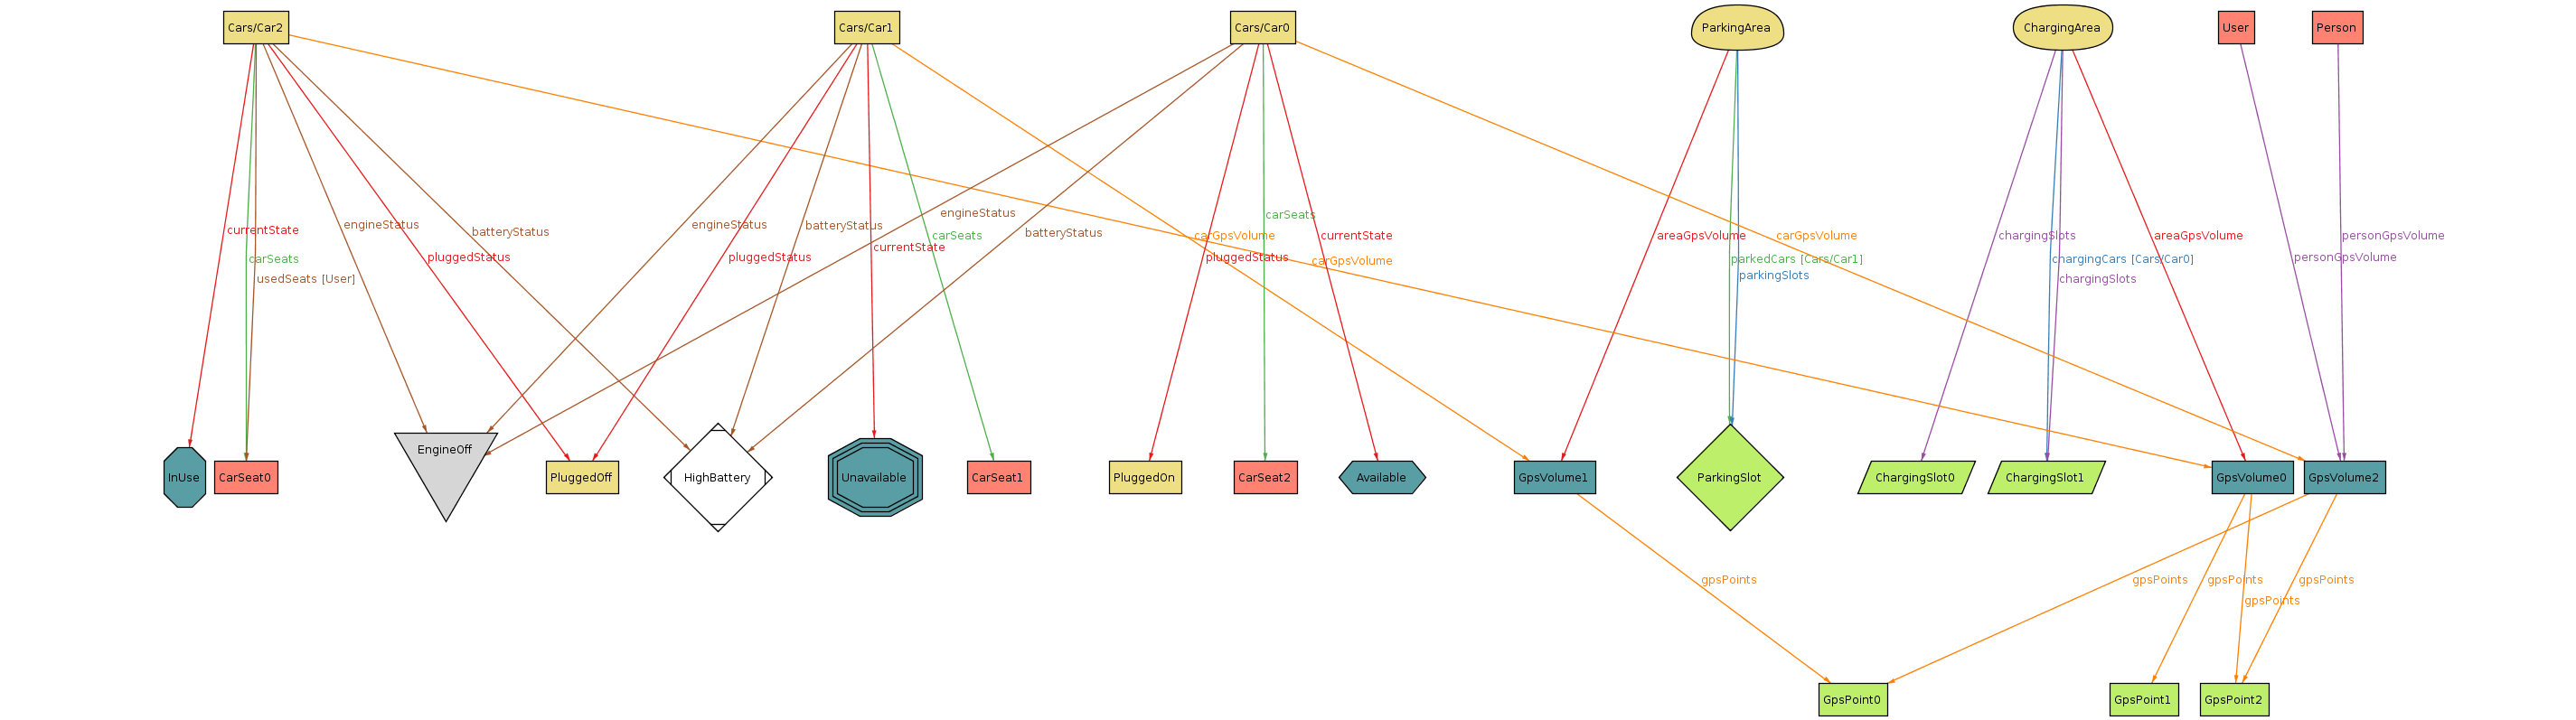 Cars/Car2
Cars/Car1
Cars/Car0
ParkingArea
ChargingArea
User
Person
engineStatus
carSeats
engineStatus
batteryStatus
engineStatus
batteryStatus
currentState
batteryStatus
carSeats
carGpsVolume
currentState
areaGpsVolume
carGpsVolume
chargingSlots
areaGpsVolume
personGpsVolume
currentState
carSeats
pluggedStatus
pluggedStatus
pluggedStatus
carGpsVolume
parkedCars [Cars/Car1]
chargingCars [Cars/Car0]
personGpsVolume
usedSeats [User]
parkingSlots
chargingSlots
InUse
CarSeat0
EngineOff
PluggedOff
HighBattery
Unavailable
CarSeat1
PluggedOn
CarSeat2
Available
GpsVolume1
ParkingSlot
ChargingSlot0
ChargingSlot1
GpsVolume0
GpsVolume2
gpsPoints
gpsPoints
gpsPoints
gpsPoints
gpsPoints
GpsPoint0
GpsPoint1
GpsPoint2